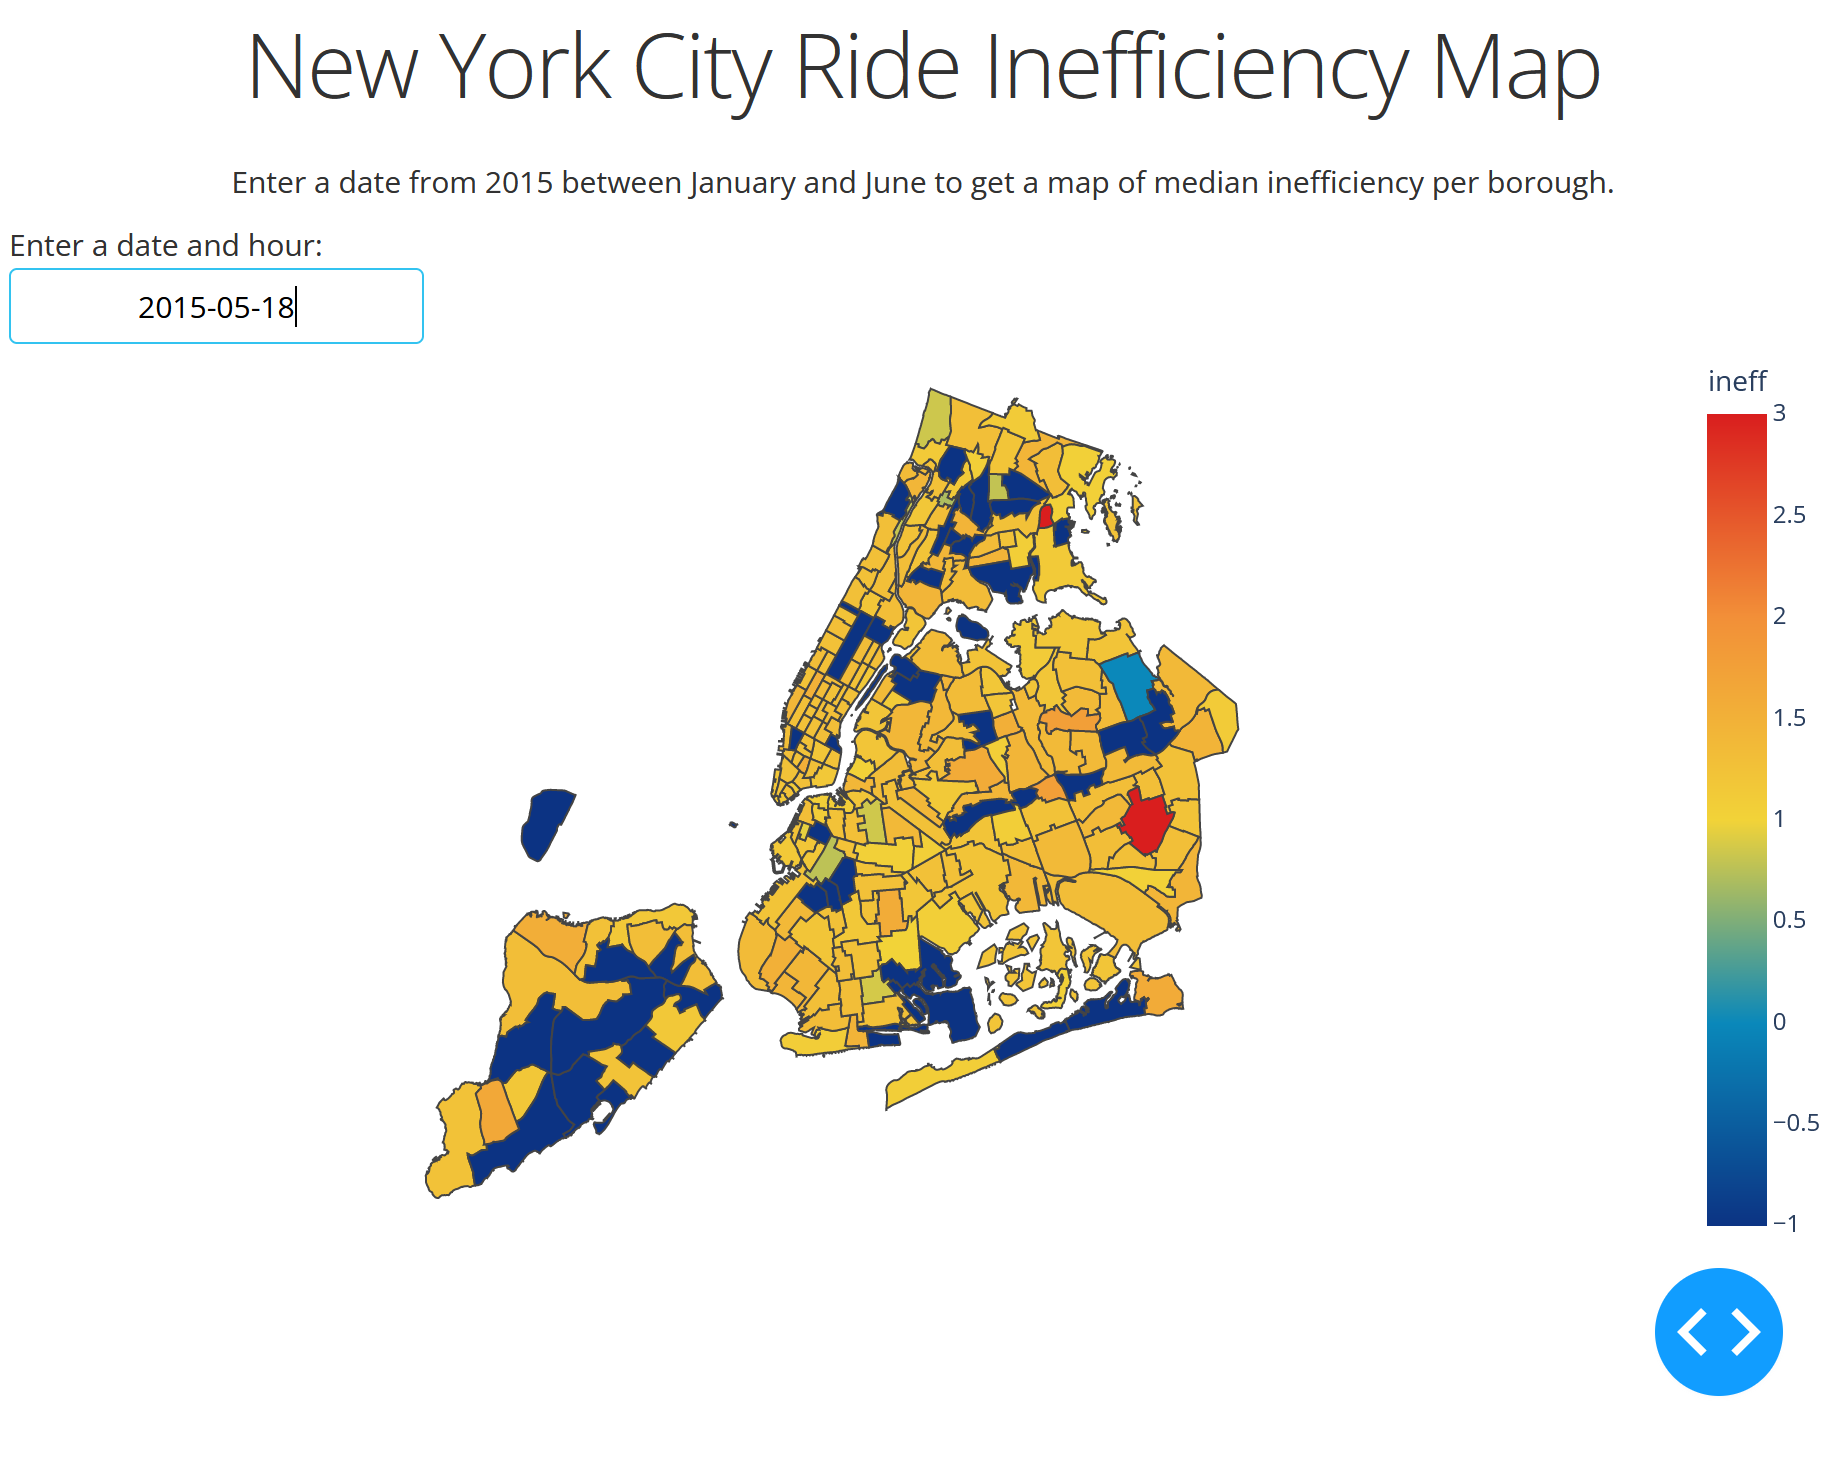 New York City Ride Inefficiency Map
Enter a date from 2015 between January and June to get a map of median inefficiency per borough.
Enter a date and hour:
2015-05-18
ineff
3
2.5
2
1.5
1
0.5
0
−0.5
−1